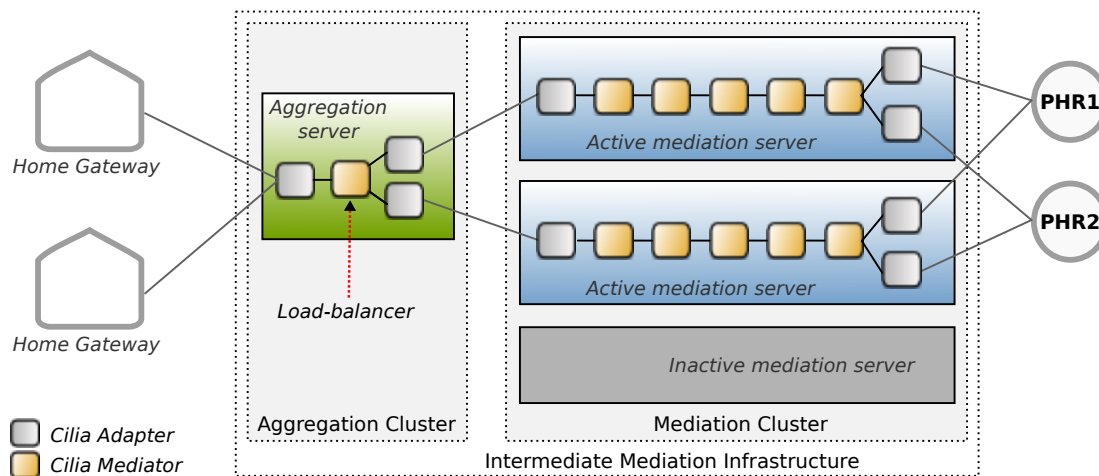 Home Gateway
Home Gateway
Aggregation
server
Load-balancer
Aggregation Cluster
Active mediation server
Active mediation server
Inactive mediation server
Mediation Cluster
Intermediate Mediation Infrastructure
PHR1
PHR2
Cilia Adapter
Cilia Mediator